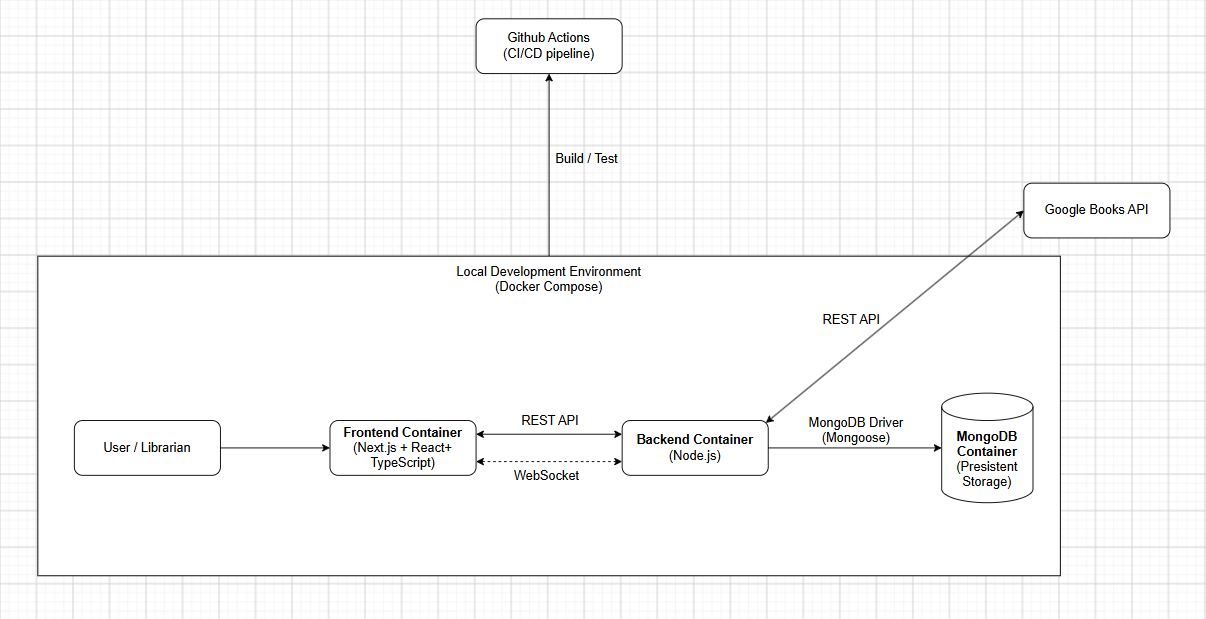 Github Actions
(CI/CD pipeline)
Build / Test
Google Books API
Local Development Environment
(Docker Compose)
REST API
User / Librarian
Frontend Container
(Next.js + React+
TypeScript)
REST API
WebSocket
Backend Container
(Node.js)
MongoDB Driver
(Mongoose)
MongoDB
Container
(Presistent
Storage)